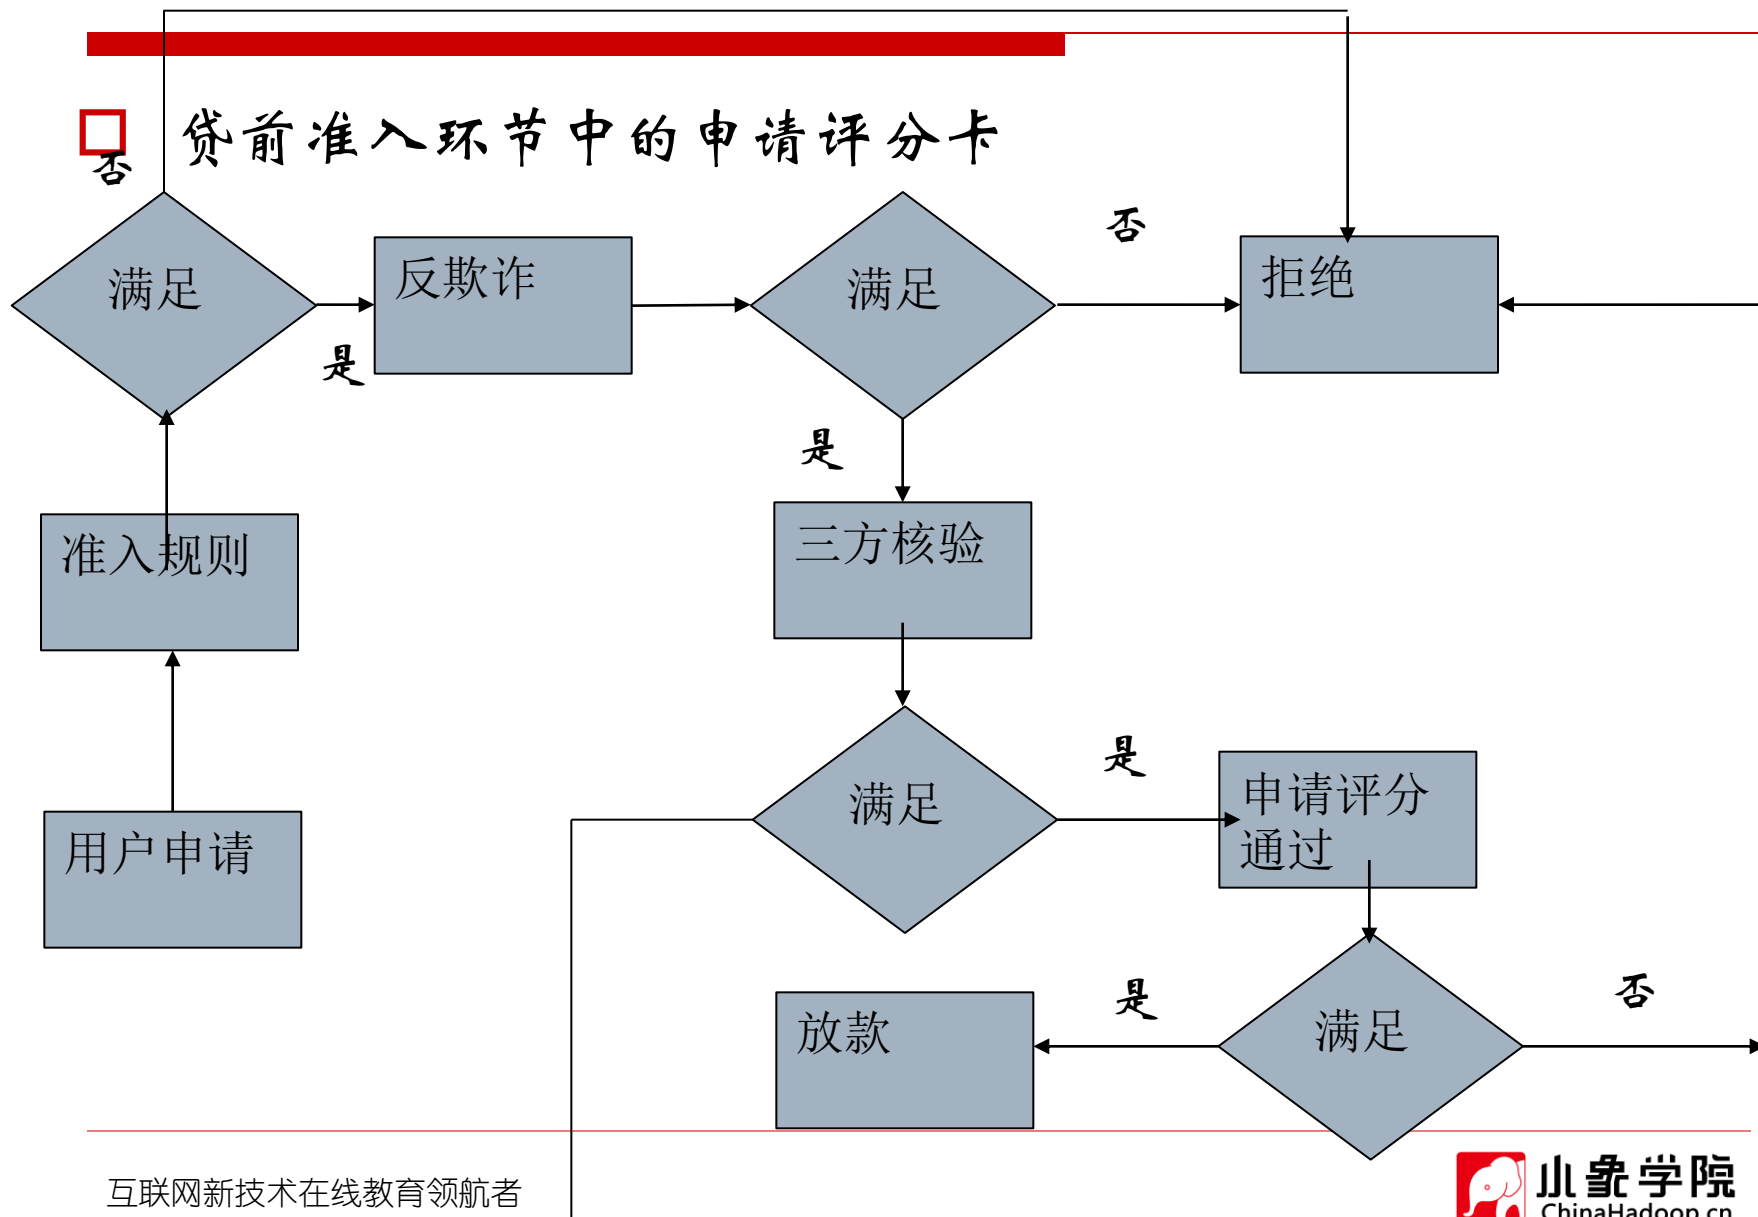 贷前准入环节中的申请评分卡
否
满足
是
反欺诈
满足
否
拒绝
是
准入规则
三方核验
用户申请
满足
是
申请评分
通过
放款
是
满足
否
互联网新技术在线教育领航者
小象学院
ChinaHadoop.cn